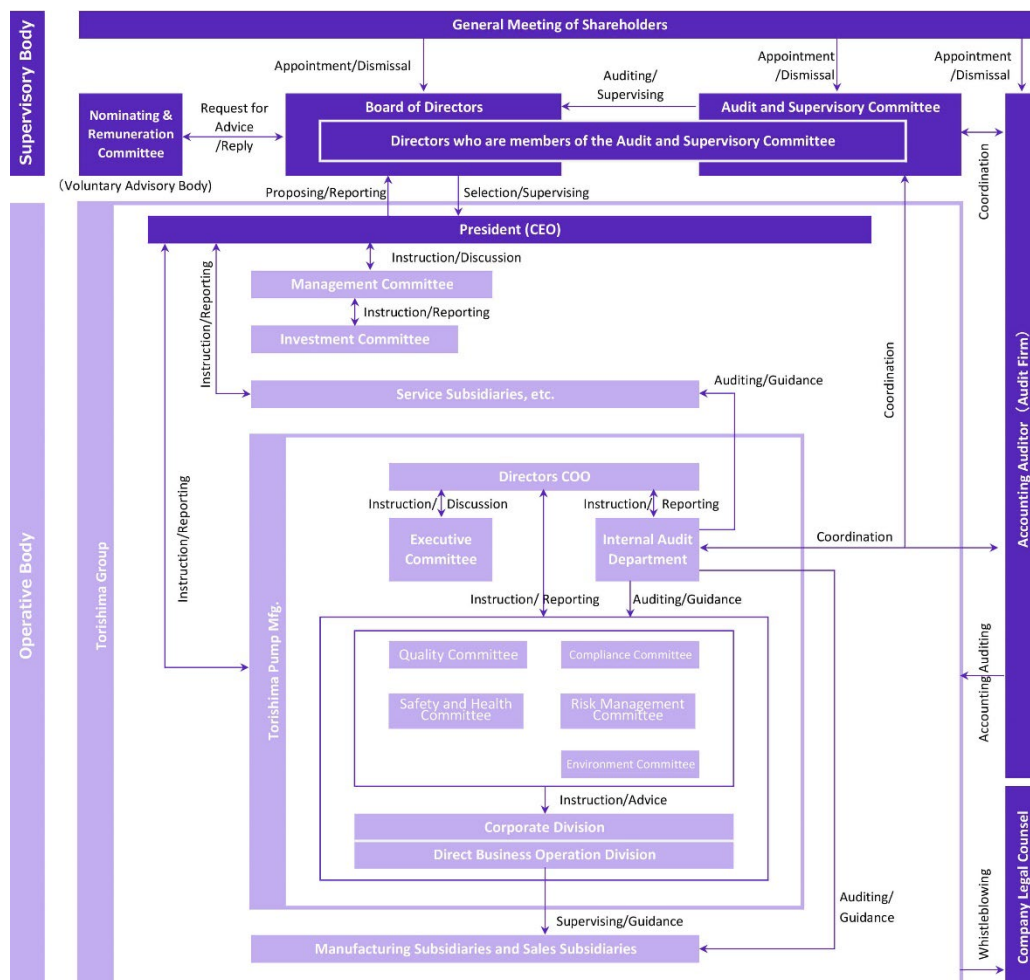 Supervisory Body
General Meeting of Shareholders
Appointment/Dismissal
Appointment
/Dismissal
Appointment
/Dismissal
Auditing/
Supervising
Nominating &
Remuneration
Committee
Request for
Advice
/Reply
Board of Directors
Audit and Supervisory Committee
Directors who are members of the Audit and Supervisory Committee
(Voluntary Advisory Body)
Proposing/Reporting
Selection/Supervising
Coordination
Operative Body
Torishima Group
President (CEO)
Instruction/Reporting
Instruction/Discussion
Management Committee
Instruction/Reporting
Investment Committee
Service Subsidiaries, etc.
Auditing/Guidance
Coordination
Accounting Auditor (Audit Firm)
Instruction/Reporting
Torishima Pump Mfg.
Directors COO
Instruction/ Discussion
Instruction/ Reporting
Executive
Committee
Internal Audit
Department
Coordination
Instruction/ Reporting
Auditing/Guidance
Quality Committee
Compliance Committee
Safety and Health
Committee
Risk Management
Committee
Environment Committee
Accounting Auditing
Instruction/Advice
Corporate Division
Direct Business Operation Division
Supervising/Guidance
Auditing/
Guidance
Manufacturing Subsidiaries and Sales Subsidiaries
Whistleblowing
Company Legal Counsel